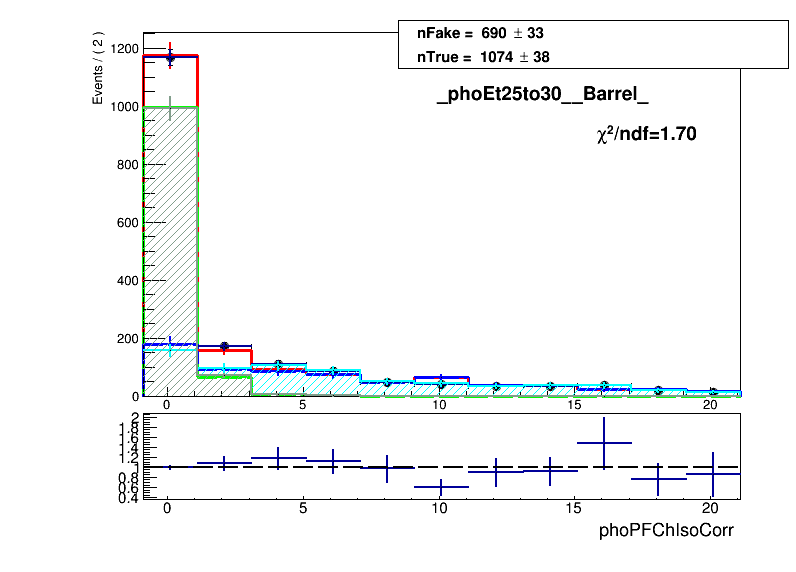 nFake = 690 ± 33
nTrue = 1074 ± 38
Events / ( 2 )
_phoEt25to30__Barrel_
χ²/ndf=1.70
1200
1000
800
600
400
200
0
0 5 10 15 20
2
1.8
1.6
1.4
1.2
1
0.8
0.6
0.4
0 5 10 15 20
phoPFChIsoCorr